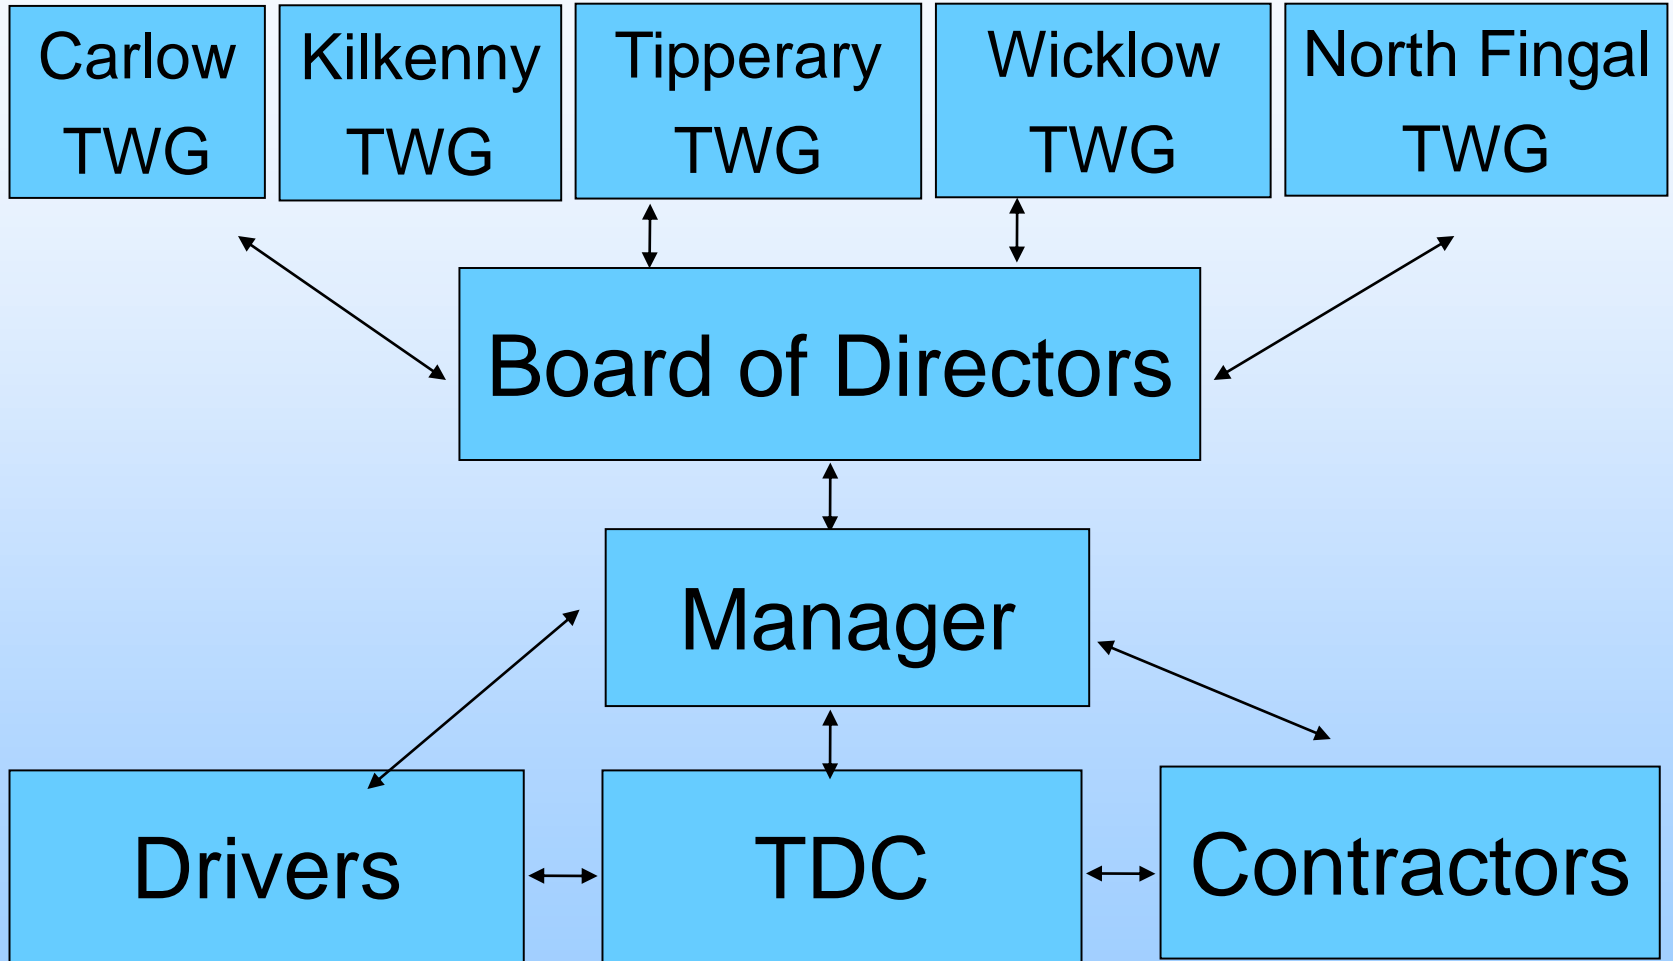 Carlow
TWG
Kilkenny
TWG
Tipperary
TWG
Wicklow
TWG
North Fingal
TWG
Board of Directors
Manager
Drivers
TDC
Contractors